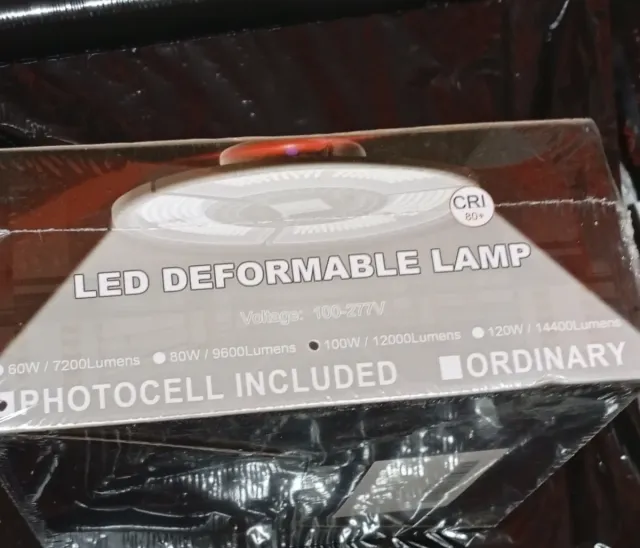 CRI
80+
LED DEFORMABLE LAMP
Voltage: 100-277V
60W / 7200Lumens 80W / 9600Lumens 100W / 12000Lumens 120W / 14400Lumens
PHOTOCELL INCLUDED ORDINARY